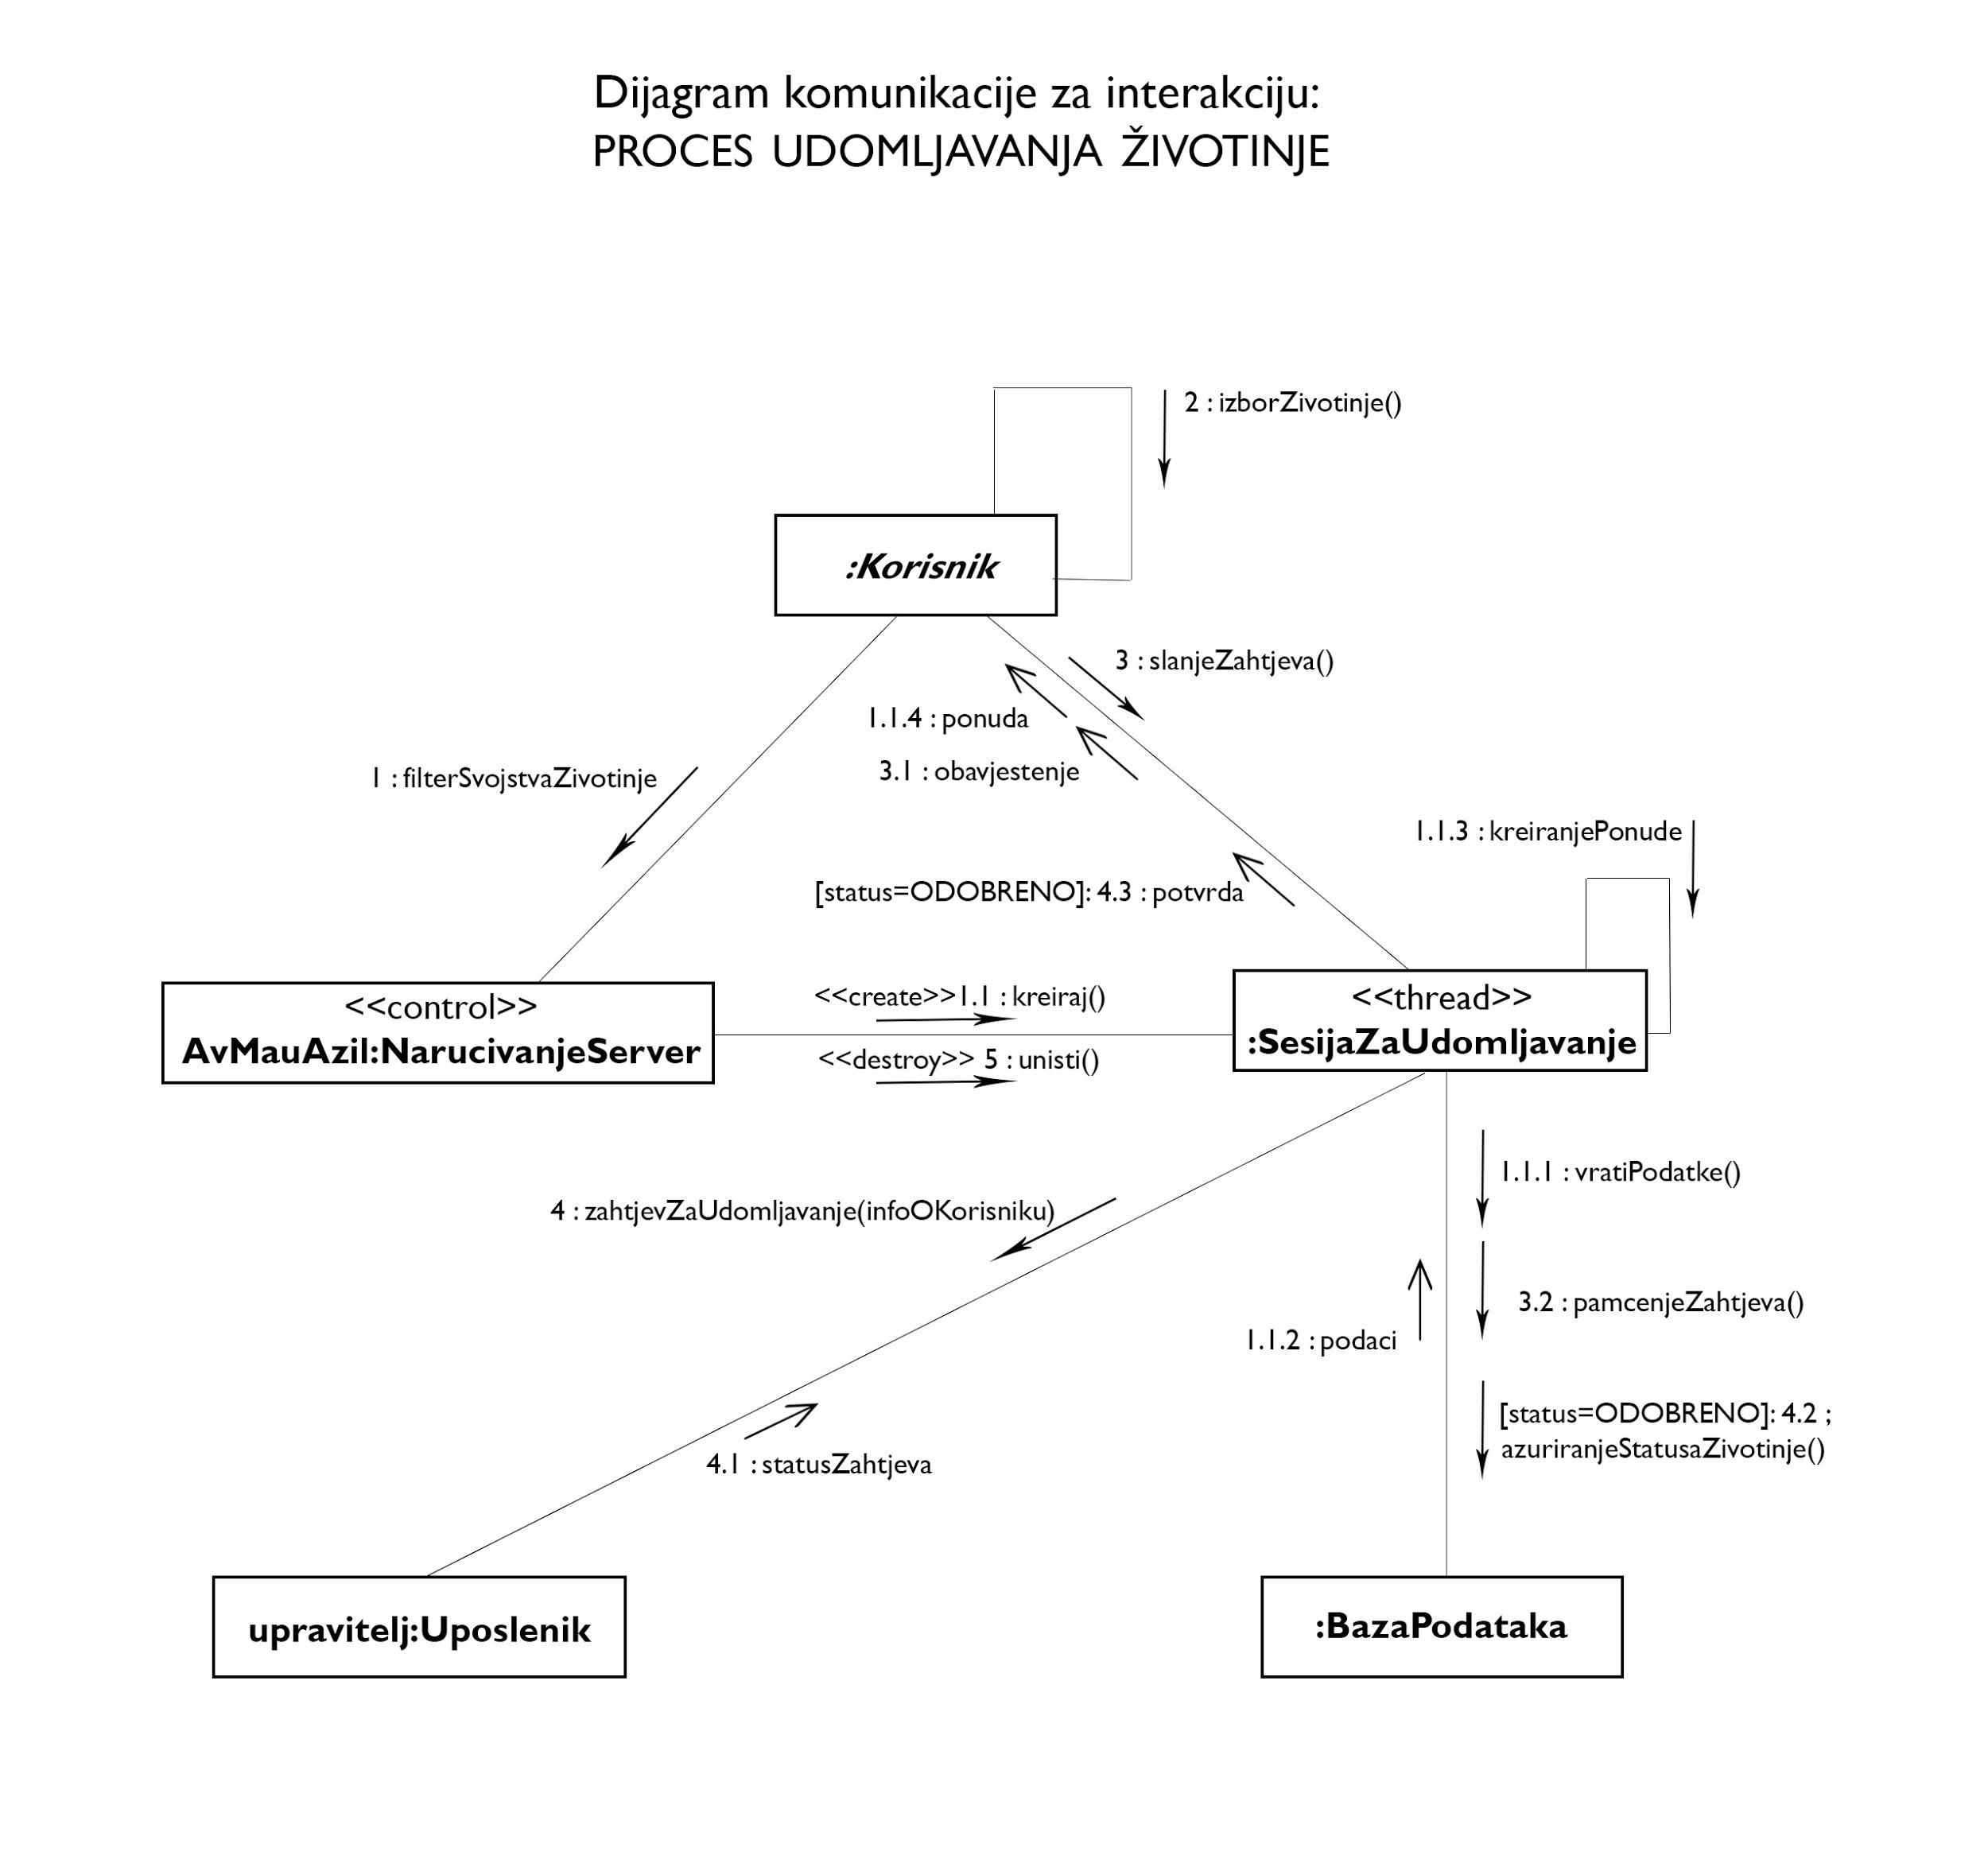 Dijagram komunikacije za interakciju:
PROCES UDOMLJAVANJA ŽIVOTINJE
2 : izborZivotinje()
:Korisnik
3 : slanjeZahtjeva()
1.1.4 : ponuda
3.1 : obavjestenje
1 : filterSvojstvaZivotinje
1.1.3 : kreiranjePonude
[status=ODOBRENO]: 4.3 : potvrda
<<control>>
AvMauAzil:NarucivanjeServer
<<create>>1.1 : kreiraj()
<<destroy>> 5 : unisti()
<<thread>>
:SesijaZaUdomljavanje
1.1.1 : vratiPodatke()
4 : zahtjevZaUdomljavanje(infoOKorisniku)
3.2 : pamcenjeZahtjeva()
1.1.2 : podaci
[status=ODOBRENO]: 4.2 ;
azuriranjeStatusaZivotinje()
4.1 : statusZahtjeva
upravitelj:Uposlenik
:BazaPodataka